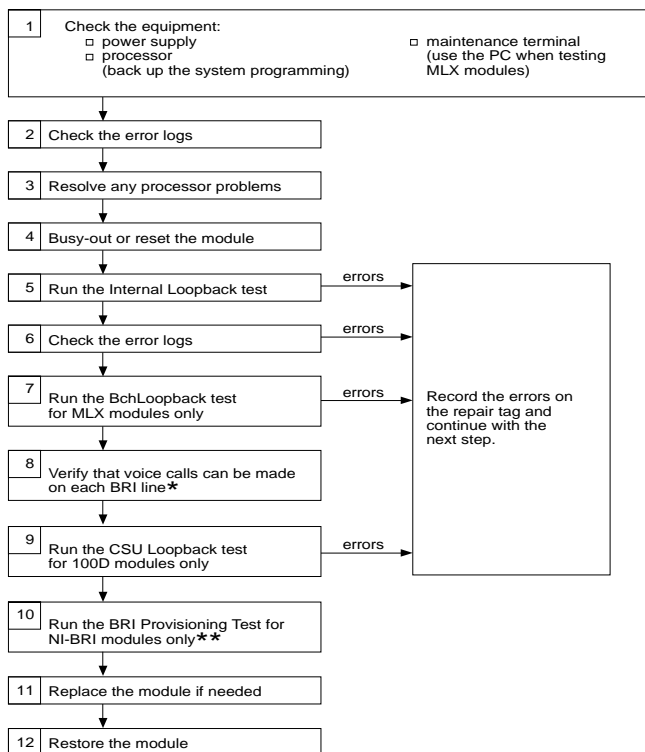 1
Check the equipment:
□ power supply
□ processor
(back up the system programming)
□ maintenance terminal
(use the PC when testing
MLX modules)
2 Check the error logs
3 Resolve any processor problems
4 Busy-out or reset the module
5 Run the Internal Loopback test
errors
6 Check the error logs
errors
7
Run the BchLoopback test
for MLX modules only
errors
Record the errors on
the repair tag and
continue with the
next step.
8
Verify that voice calls can be made
on each BRI line*
9
Run the CSU Loopback test
for 100D modules only
errors
10
Run the BRI Provisioning Test for
NI-BRI modules only**
11 Replace the module if needed
12 Restore the module